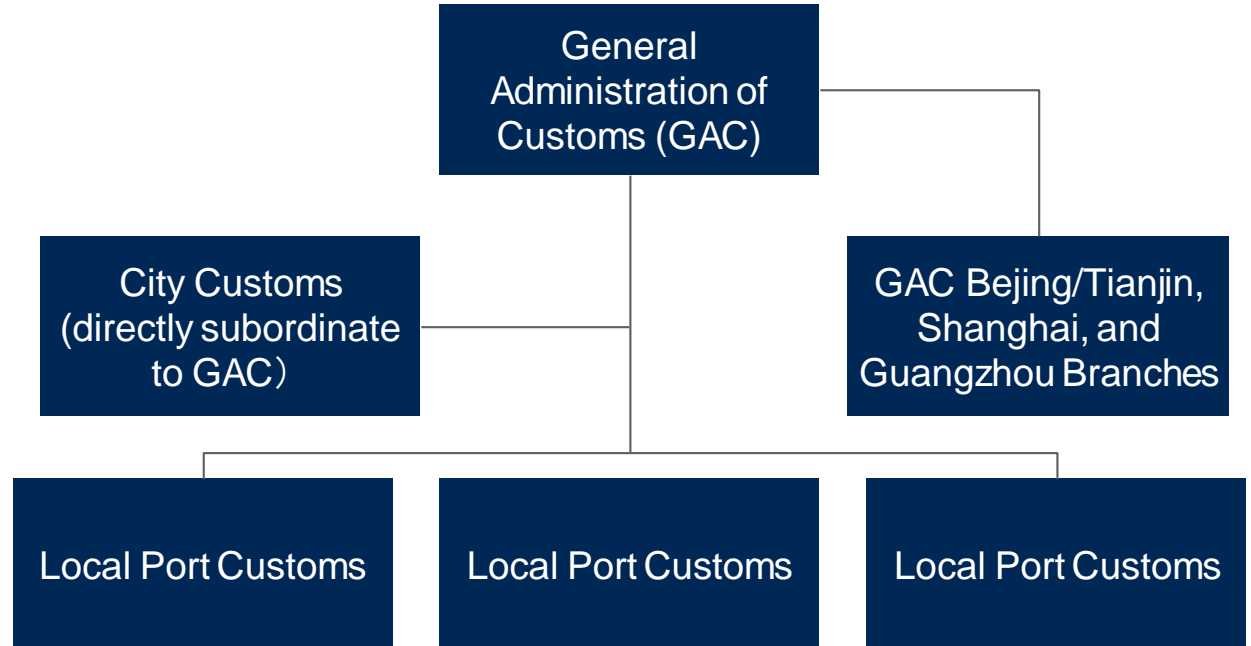 General
Administration of
Customs (GAC)
City Customs
(directly subordinate
to GAC）
GAC Bejing/Tianjin,
Shanghai, and
Guangzhou Branches
Local Port Customs
Local Port Customs
Local Port Customs